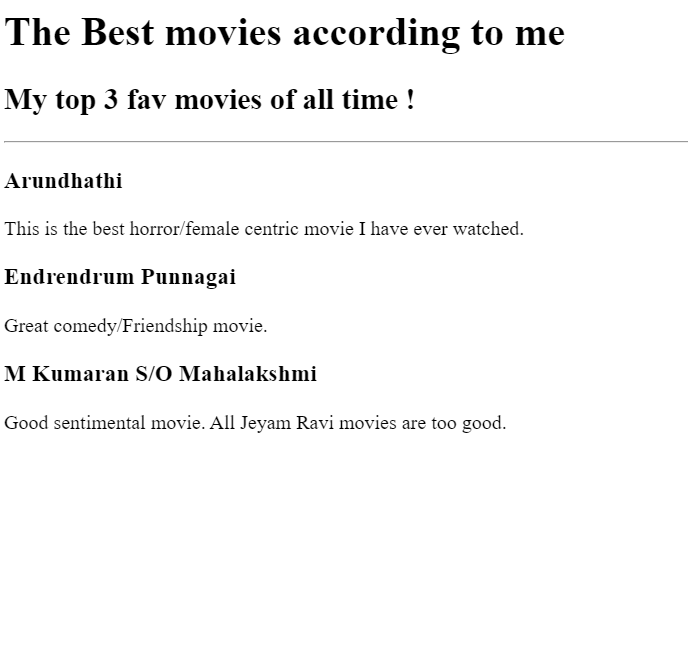 The Best movies according to me
My top 3 fav movies of all time !
Arundhathi
This is the best horror/female centric movie I have ever watched.
Endrendrum Punnagai
Great comedy/Friendship movie.
M Kumaran S/O Mahalakshmi
Good sentimental movie. All Jeyam Ravi movies are too good.